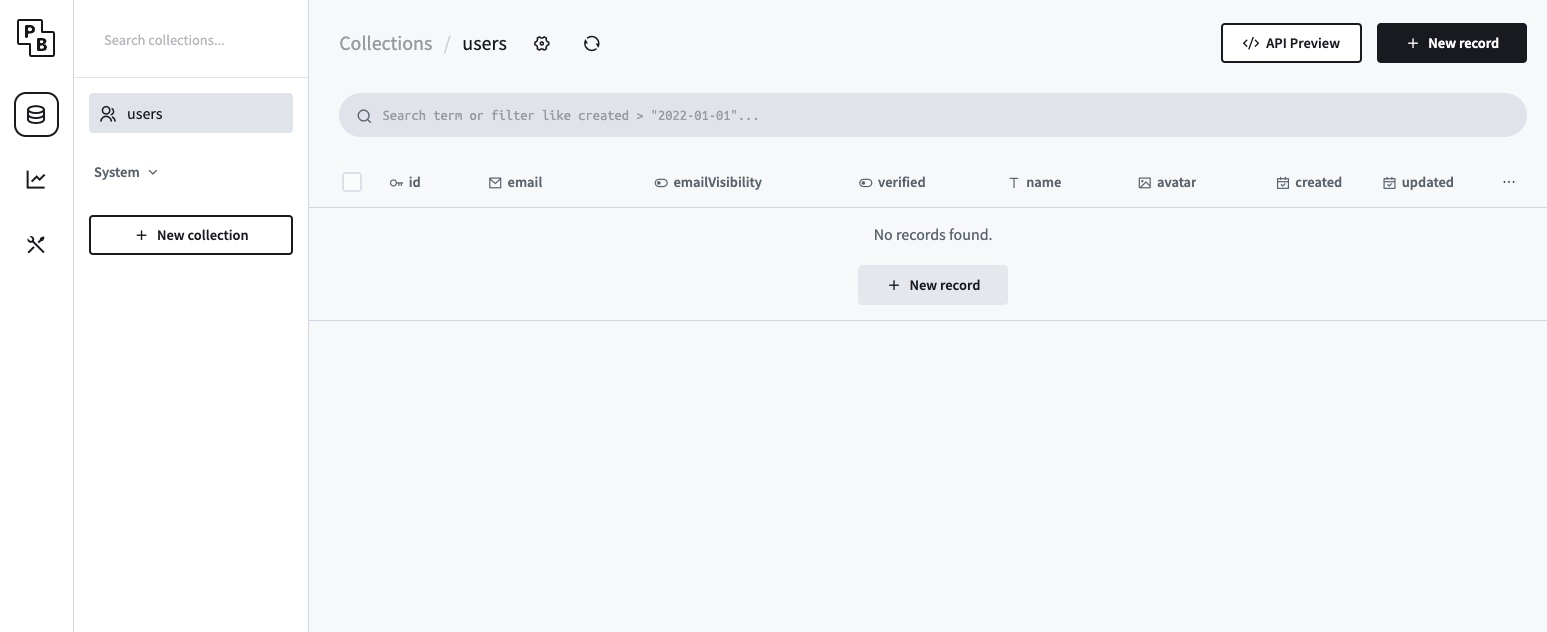 PB
Search collections...
users
System
New collection
Collections / users
API Preview
New record
Search term or filter like created > "2022-01-01"...
id email emailVisibility verified name avatar created updated
No records found.
New record